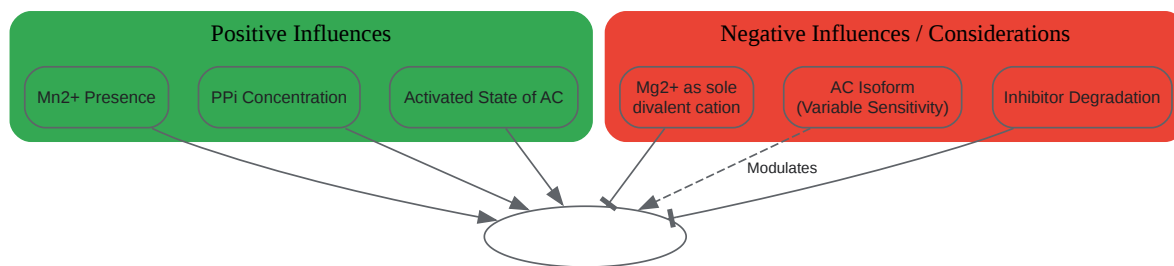 Positive Influences
Negative Influences / Considerations
Mn2+ Presence
PPi Concentration
Activated State of AC
Mg2+ as sole
divalent cation
AC Isoform
(Variable Sensitivity)
Inhibitor Degradation
Modulates